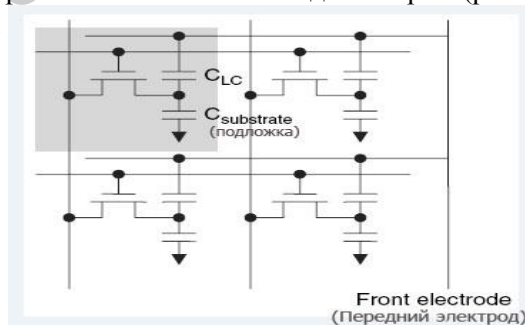 C_LC
C_substrate
(подложка)
Front electrode
(Передний электрод)